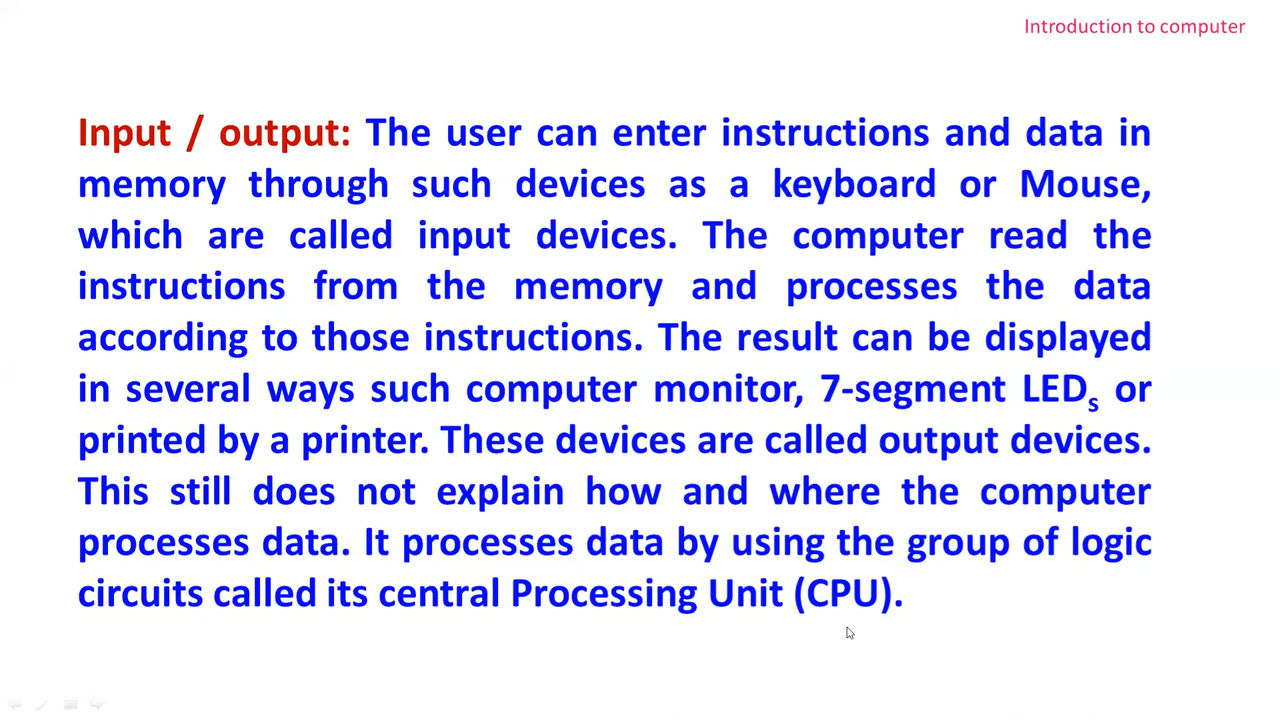 Introduction to computer
Input / output: The user can enter instructions and data in
memory through such devices as a keyboard or Mouse,
which are called input devices. The computer read the
instructions from the memory and processes the data
according to those instructions. The result can be displayed
in several ways such computer monitor, 7-segment LEDs or
printed by a printer. These devices are called output devices.
This still does not explain how and where the computer
processes data. It processes data by using the group of logic
circuits called its central Processing Unit (CPU).